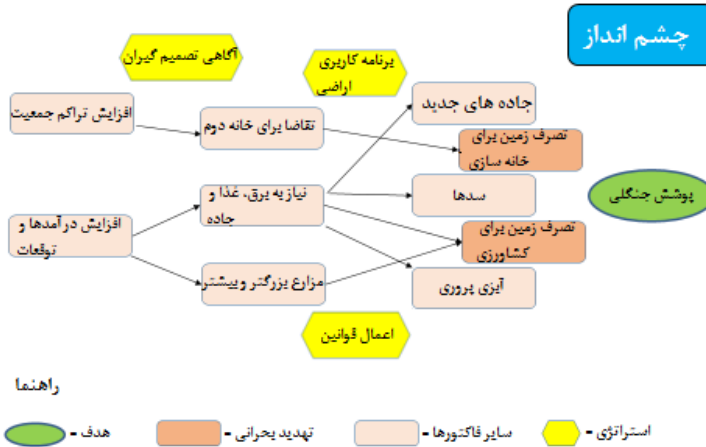 چشم انداز
آگاهی تصمیم گیران
برنامه کاربری
اراضی
افزایش تراکم جمعیت
تقاضا برای خانه دوم
جاده های جدید
تصرف زمین برای
خانه سازی
افزایش درآمدها و
توقعات
نیاز به برق، غذا و
جاده
سدها
پوشش جنگلی
تصرف زمین برای
کشاورزی
مزارع بزرگتر و بیشتر
آبزی پروری
اعمال قوانین
راهنما
استراتژی -
سایر فاکتورها -
تهدید بحرانی -
هدف -